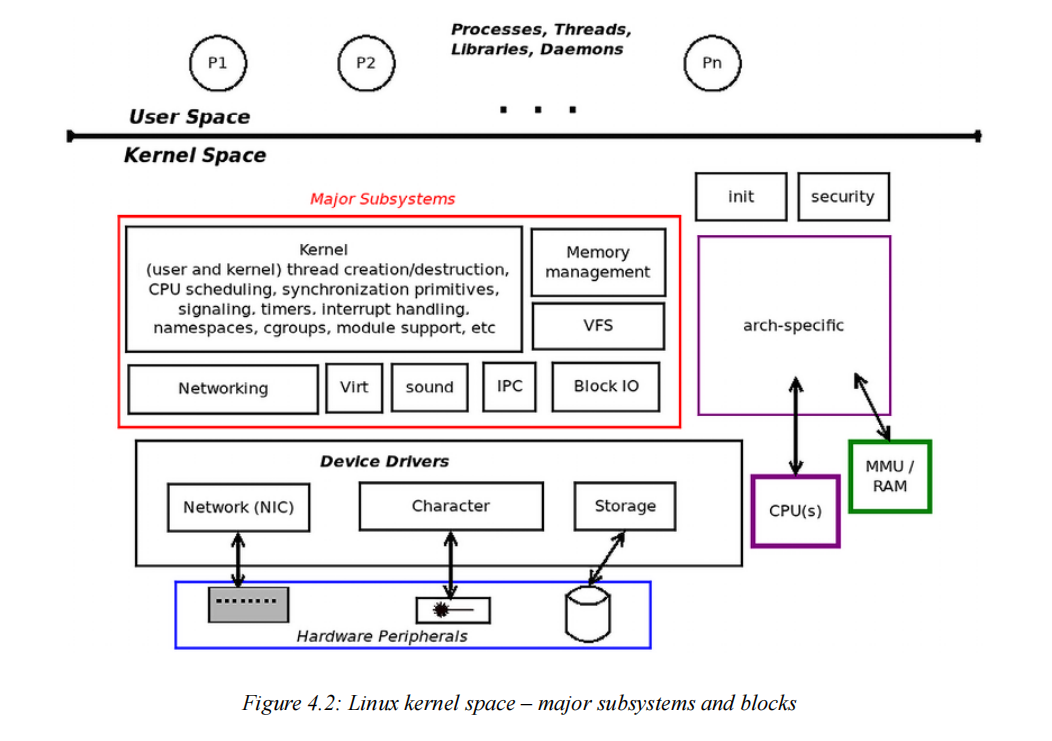 Processes, Threads,
Libraries, Daemons
P1
P2
Pn
. . .
User Space
Kernel Space
Major Subsystems
init
security
Kernel
(user and kernel) thread creation/destruction,
CPU scheduling, synchronization primitives,
signaling, timers, interrupt handling,
namespaces, cgroups, module support, etc
Memory
management
VFS
arch-specific
Networking
Virt
sound
IPC
Block IO
Device Drivers
Network (NIC)
Character
Storage
CPU(s)
MMU /
RAM
Hardware Peripherals
Figure 4.2: Linux kernel space – major subsystems and blocks